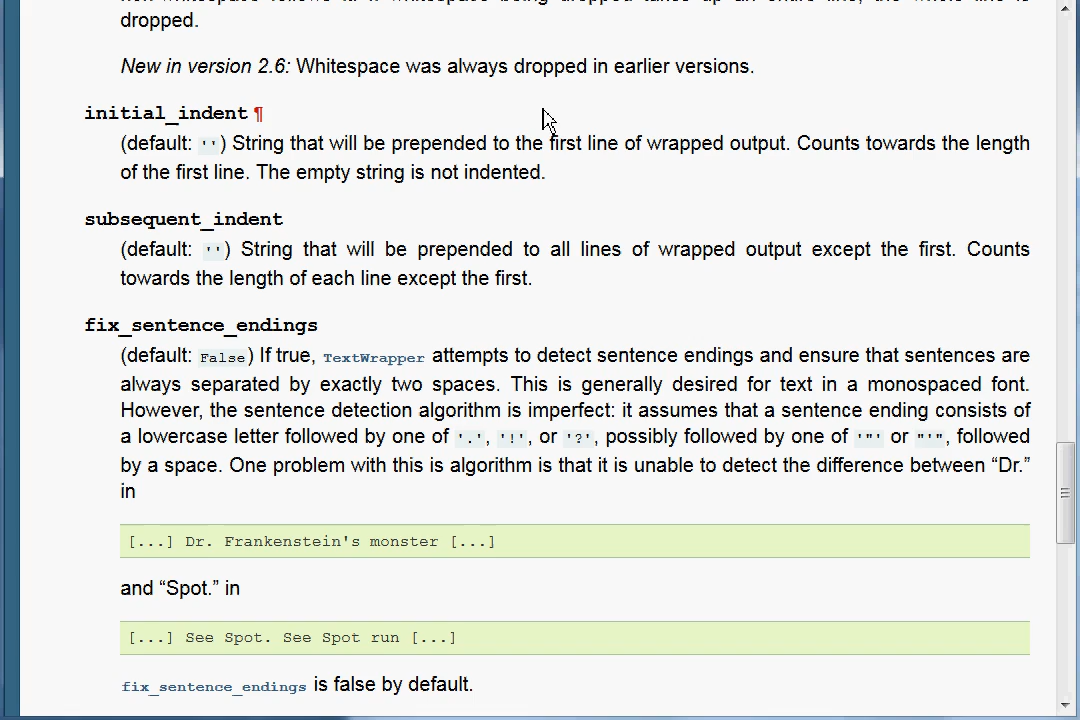 dropped.
New in version 2.6: Whitespace was always dropped in earlier versions.
initial_indent ¶
(default: '') String that will be prepended to the first line of wrapped output. Counts towards the length
of the first line. The empty string is not indented.
subsequent_indent
(default: '') String that will be prepended to all lines of wrapped output except the first. Counts
towards the length of each line except the first.
fix_sentence_endings
(default: False) If true, TextWrapper attempts to detect sentence endings and ensure that sentences are
always separated by exactly two spaces. This is generally desired for text in a monospaced font.
However, the sentence detection algorithm is imperfect: it assumes that a sentence ending consists of
a lowercase letter followed by one of '.', '!', or '?', possibly followed by one of '"' or "'", followed
by a space. One problem with this is algorithm is that it is unable to detect the difference between “Dr.”
in
[...] Dr. Frankenstein's monster [...]
and “Spot.” in
[...] See Spot. See Spot run [...]
fix_sentence_endings is false by default.